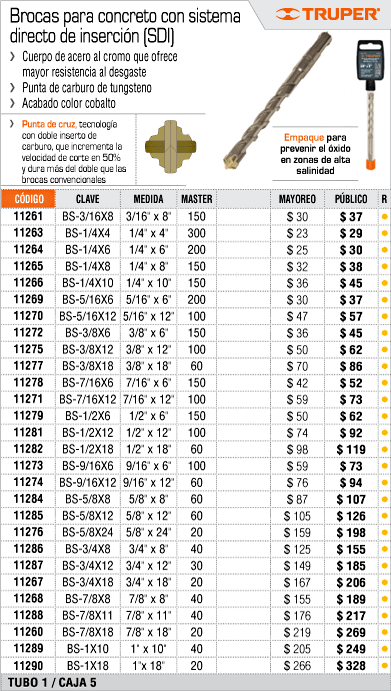 Brocas para concreto con sistema
directo de inserción (SDI)
TRUPER®
Cuerpo de acero al cromo que ofrece
mayor resistencia al desgaste
Punta de carburo de tungsteno
Acabado color cobalto
Punta de cruz, tecnología
con doble inserto de
carburo, que incrementa la
velocidad de corte en 50%
y dura más del doble que las
brocas convencionales
Empaque para
prevenir el óxido
en zonas de alta
salinidad
CÓDIGO CLAVE MEDIDA MASTER MAYOREO PÚBLICO R
11261 BS-3/16X8 3/16" x 8" 150 $ 30 $ 37
11263 BS-1/4X4 1/4" x 4" 300 $ 23 $ 29
11264 BS-1/4X6 1/4" x 6" 200 $ 25 $ 30
11265 BS-1/4X8 1/4" x 8" 150 $ 32 $ 38
11266 BS-1/4X10 1/4" x 10" 150 $ 36 $ 45
11269 BS-5/16X6 5/16" x 6" 200 $ 30 $ 37
11270 BS-5/16X12 5/16" x 12" 100 $ 47 $ 57
11272 BS-3/8X6 3/8" x 6" 150 $ 36 $ 45
11275 BS-3/8X12 3/8" x 12" 100 $ 50 $ 62
11277 BS-3/8X18 3/8" x 18" 60 $ 70 $ 86
11278 BS-7/16X6 7/16" x 6" 150 $ 42 $ 52
11271 BS-7/16X12 7/16" x 12" 100 $ 59 $ 73
11279 BS-1/2X6 1/2" x 6" 150 $ 50 $ 62
11281 BS-1/2X12 1/2" x 12" 100 $ 74 $ 92
11282 BS-1/2X18 1/2" x 18" 60 $ 98 $ 119
11273 BS-9/16X6 9/16" x 6" 100 $ 59 $ 73
11274 BS-9/16X12 9/16" x 12" 60 $ 76 $ 94
11284 BS-5/8X8 5/8" x 8" 60 $ 87 $ 107
11285 BS-5/8X12 5/8" x 12" 60 $ 105 $ 126
11276 BS-5/8X24 5/8" x 24" 20 $ 159 $ 198
11286 BS-3/4X8 3/4" x 8" 40 $ 125 $ 155
11287 BS-3/4X12 3/4" x 12" 30 $ 149 $ 185
11267 BS-3/4X18 3/4" x 18" 20 $ 167 $ 206
11268 BS-7/8X8 7/8" x 8" 40 $ 155 $ 189
11288 BS-7/8X11 7/8" x 11" 40 $ 176 $ 217
11260 BS-7/8X18 7/8" x 18" 20 $ 219 $ 269
11289 BS-1X10 1" x 10" 40 $ 205 $ 249
11290 BS-1X18 1"x 18" 20 $ 266 $ 328
TUBO 1 / CAJA 5